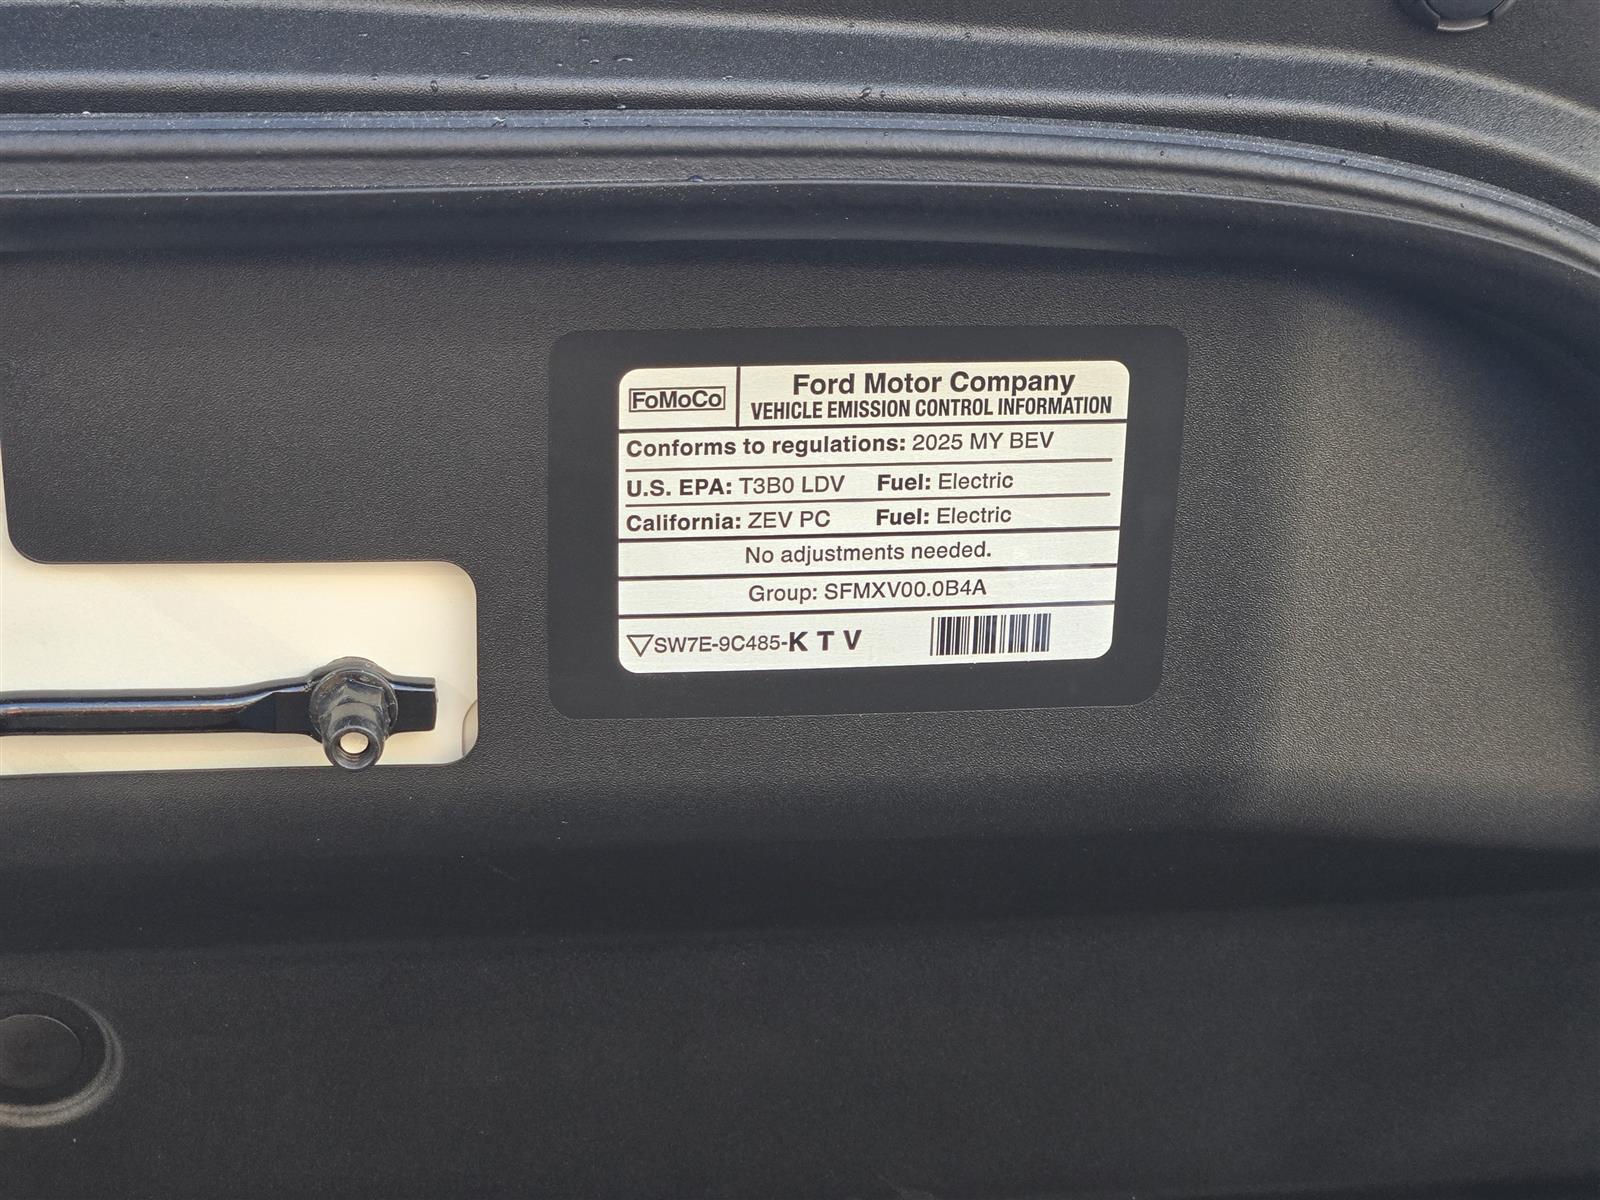 FoMoCo
Ford Motor Company
VEHICLE EMISSION CONTROL INFORMATION
Conforms to regulations: 2025 MY BEV
U.S. EPA: T3B0 LDV Fuel: Electric
California: ZEV PC Fuel: Electric
No adjustments needed.
Group: SFMXV00.0B4A
SW7E-9C485-K T V